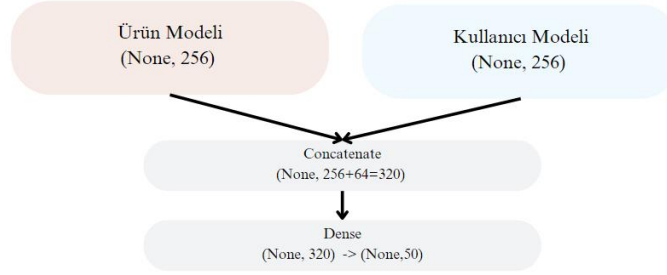 Ürün Modeli
(None, 256)
Kullanıcı Modeli
(None, 256)
Concatenate
(None, 256+64=320)
Dense
(None, 320) -> (None,50)